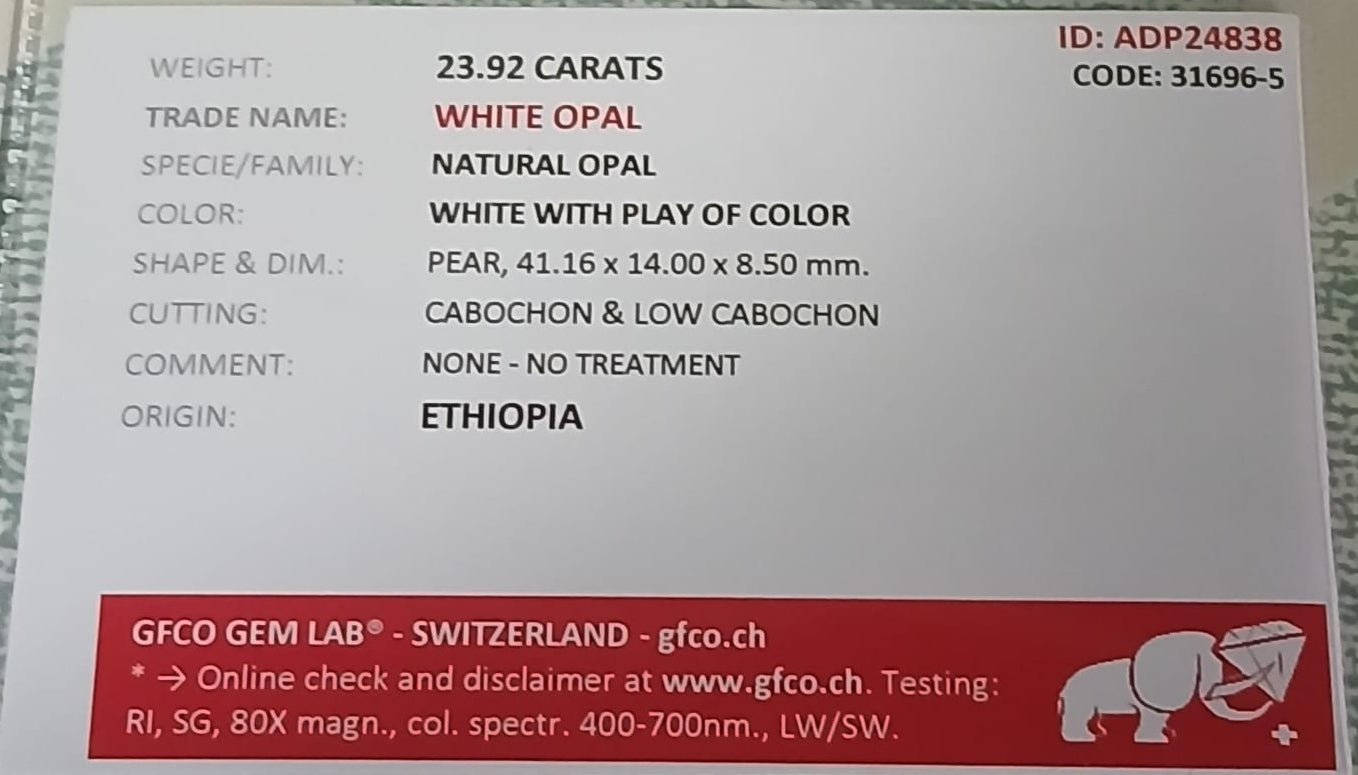 ID: ADP24838
CODE: 31696-5
WEIGHT: 23.92 CARATS
TRADE NAME: WHITE OPAL
SPECIE/FAMILY: NATURAL OPAL
COLOR: WHITE WITH PLAY OF COLOR
SHAPE & DIM.: PEAR, 41.16 x 14.00 x 8.50 mm.
CUTTING: CABOCHON & LOW CABOCHON
COMMENT: NONE - NO TREATMENT
ORIGIN: ETHIOPIA
GFCO GEM LAB® - SWITZERLAND - gfco.ch
* → Online check and disclaimer at www.gfco.ch. Testing:
RI, SG, 80X magn., col. spectr. 400-700nm., LW/SW.